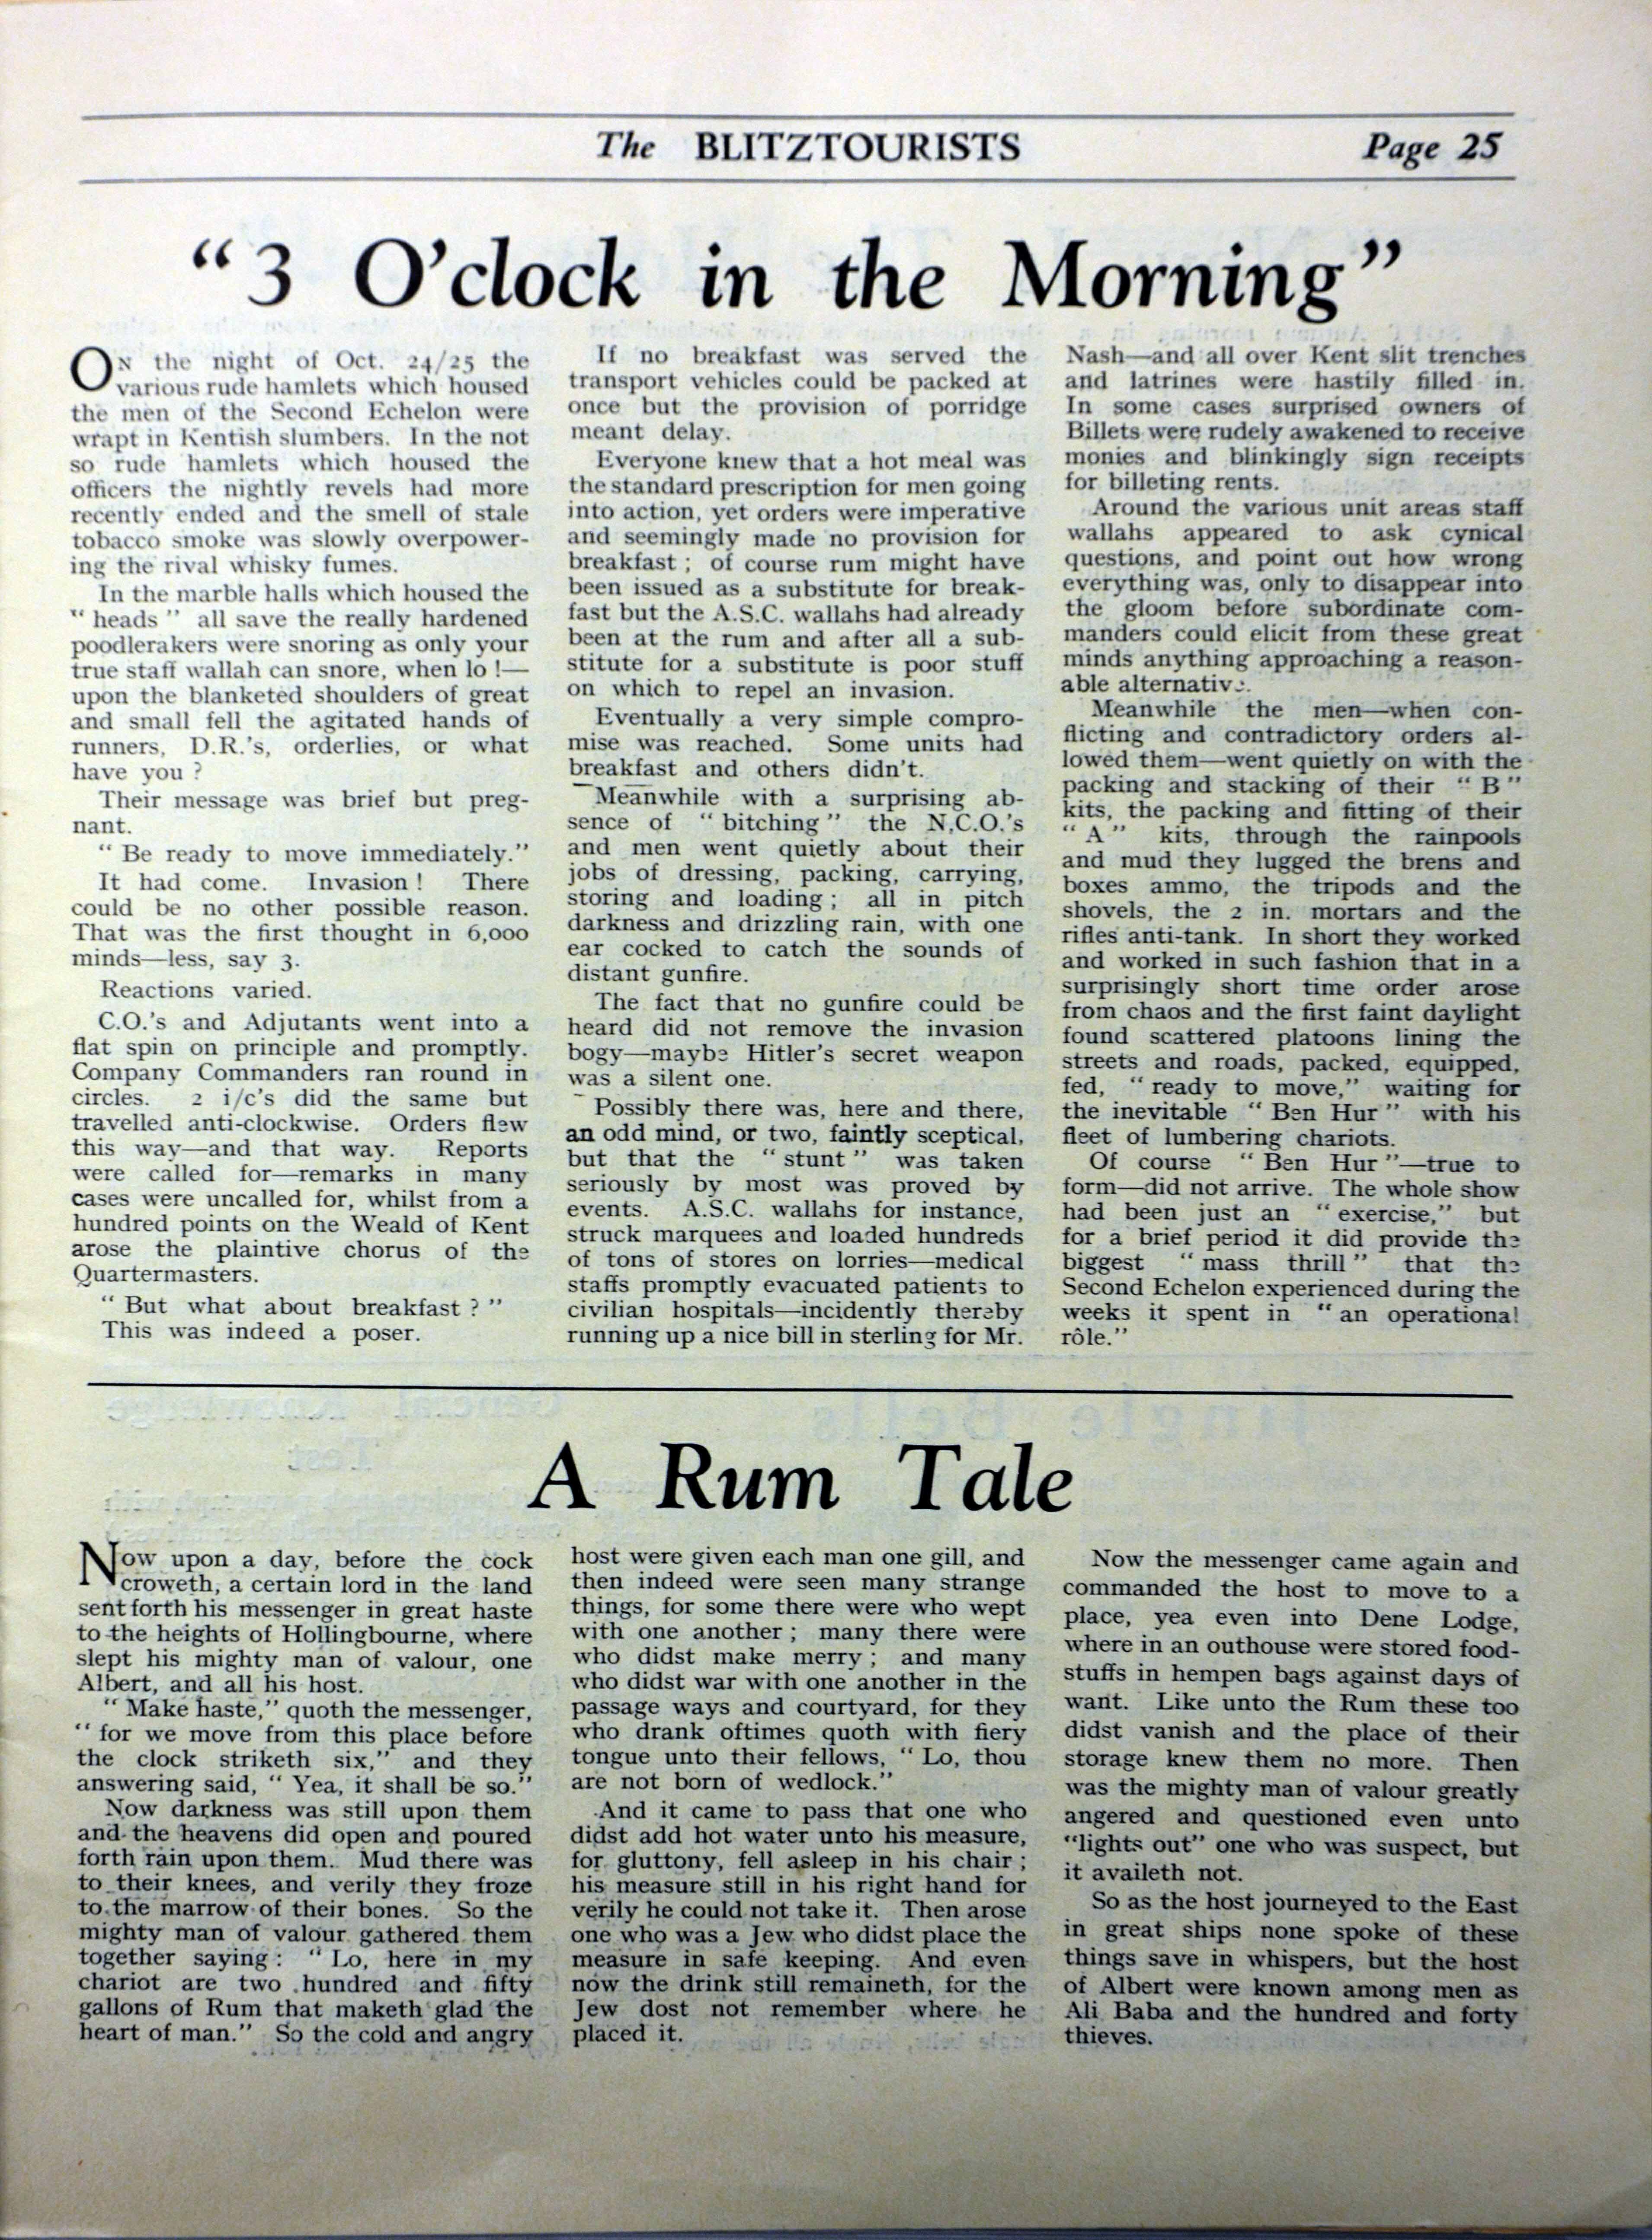 The BLITZTOURISTS Page 25
"3 O'clock in the Morning"
ON the night of Oct. 24/25 the
various rude hamlets which housed
the men of the Second Echelon were
wrapt in Kentish slumbers. In the not
so rude hamlets which housed the
officers the nightly revels had more
recently ended and the smell of stale
tobacco smoke was slowly overpower-
ing the rival whisky fumes.
In the marble halls which housed the
" heads " all save the really hardened
poodlerakers were snoring as only your
true staff wallah can snore, when lo !—
upon the blanketed shoulders of great
and small fell the agitated hands of
runners, D.R.'s, orderlies, or what
have you ?
Their message was brief but preg-
nant.
" Be ready to move immediately."
It had come. Invasion ! There
could be no other possible reason.
That was the first thought in 6,000
minds—less, say 3.
Reactions varied.
C.O.'s and Adjutants went into a
flat spin on principle and promptly.
Company Commanders ran round in
circles. 2 i/c's did the same but
travelled anti-clockwise. Orders flew
this way—and that way. Reports
were called for—remarks in many
cases were uncalled for, whilst from a
hundred points on the Weald of Kent
arose the plaintive chorus of the
Quartermasters.
" But what about breakfast ? "
This was indeed a poser.
If no breakfast was served the
transport vehicles could be packed at
once but the provision of porridge
meant delay.
Everyone knew that a hot meal was
the standard prescription for men going
into action, yet orders were imperative
and seemingly made no provision for
breakfast ; of course rum might have
been issued as a substitute for break-
fast but the A.S.C. wallahs had already
been at the rum and after all a sub-
stitute for a substitute is poor stuff
on which to repel an invasion.
Eventually a very simple compro-
mise was reached. Some units had
breakfast and others didn't.
Meanwhile with a surprising ab-
sence of " bitching " the N.C.O.'s
and men went quietly about their
jobs of dressing, packing, carrying,
storing and loading ; all in pitch
darkness and drizzling rain, with one
ear cocked to catch the sounds of
distant gunfire.
The fact that no gunfire could be
heard did not remove the invasion
bogy—maybe Hitler's secret weapon
was a silent one.
Possibly there was, here and there,
an odd mind, or two, faintly sceptical,
but that the " stunt " was taken
seriously by most was proved by
events. A.S.C. wallahs for instance,
struck marquees and loaded hundreds
of tons of stores on lorries—medical
staffs promptly evacuated patients to
civilian hospitals—incidently thereby
running up a nice bill in sterling for Mr.
Nash—and all over Kent slit trenches
and latrines were hastily filled in.
In some cases surprised owners of
Billets were rudely awakened to receive
monies and blinkingly sign receipts
for billeting rents.
Around the various unit areas staff
wallahs appeared to ask cynical
questions, and point out how wrong
everything was, only to disappear into
the gloom before subordinate com-
manders could elicit from these great
minds anything approaching a reason-
able alternative.
Meanwhile the men—when con-
flicting and contradictory orders al-
lowed them—went quietly on with the
packing and stacking of their " B "
kits, the packing and fitting of their
" A " kits, through the rainpools
and mud they lugged the brens and
boxes ammo, the tripods and the
shovels, the 2 in. mortars and the
rifles anti-tank. In short they worked
and worked in such fashion that in a
surprisingly short time order arose
from chaos and the first faint daylight
found scattered platoons lining the
streets and roads, packed, equipped,
fed, " ready to move," waiting for
the inevitable " Ben Hur " with his
fleet of lumbering chariots.
Of course " Ben Hur "—true to
form—did not arrive. The whole show
had been just an " exercise," but
for a brief period it did provide the
biggest " mass thrill " that the
Second Echelon experienced during the
weeks it spent in " an operational
rôle."
A Rum Tale
Now upon a day, before the cock
croweth, a certain lord in the land
sent forth his messenger in great haste
to the heights of Hollingbourne, where
slept his mighty man of valour, one
Albert, and all his host.
" Make haste," quoth the messenger,
" for we move from this place before
the clock striketh six," and they
answering said, " Yea, it shall be so."
Now darkness was still upon them
and the heavens did open and poured
forth rain upon them. Mud there was
to their knees, and verily they froze
to the marrow of their bones. So the
mighty man of valour gathered them
together saying : " Lo, here in my
chariot are two hundred and fifty
gallons of Rum that maketh glad the
heart of man." So the cold and angry
host were given each man one gill, and
then indeed were seen many strange
things, for some there were who wept
with one another ; many there were
who didst make merry ; and many
who didst war with one another in the
passage ways and courtyard, for they
who drank oftimes quoth with fiery
tongue unto their fellows, " Lo, thou
are not born of wedlock."
And it came to pass that one who
didst add hot water unto his measure,
for gluttony, fell asleep in his chair ;
his measure still in his right hand for
verily he could not take it. Then arose
one who was a Jew who didst place the
measure in safe keeping. And even
now the drink still remaineth, for the
Jew dost not remember where he
placed it.
Now the messenger came again and
commanded the host to move to a
place, yea even into Dene Lodge,
where in an outhouse were stored food-
stuffs in hempen bags against days of
want. Like unto the Rum these too
didst vanish and the place of their
storage knew them no more. Then
was the mighty man of valour greatly
angered and questioned even unto
"lights out" one who was suspect, but
it availeth not.
So as the host journeyed to the East
in great ships none spoke of these
things save in whispers, but the host
of Albert were known among men as
Ali Baba and the hundred and forty
thieves.